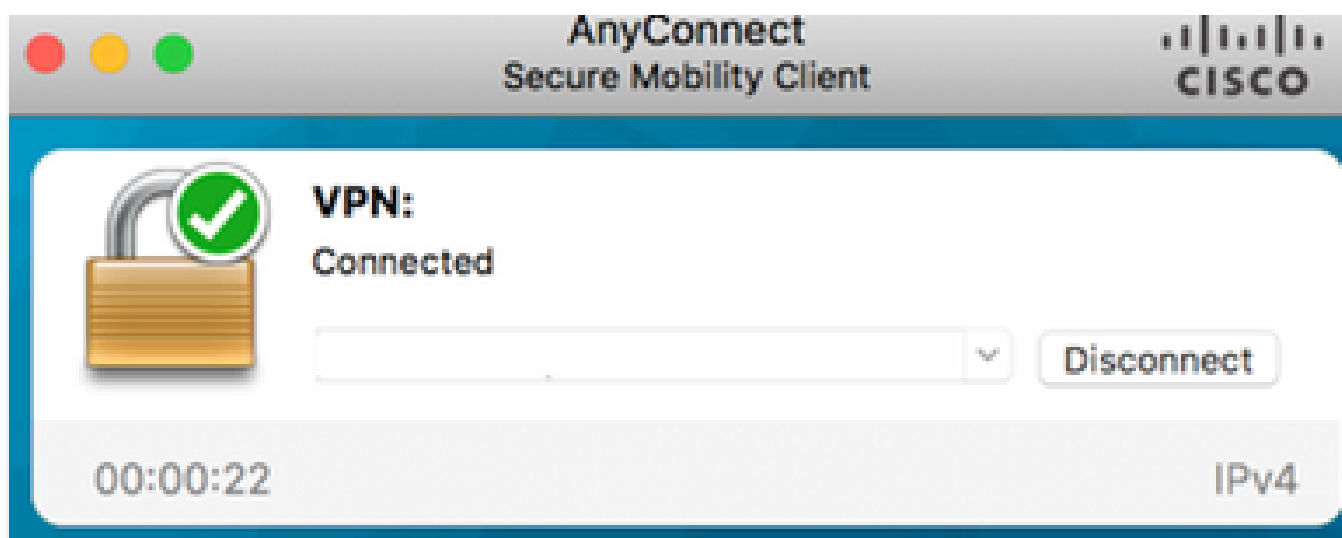 AnyConnect
Secure Mobility Client
CISCO
VPN:
Connected
Disconnect
00:00:22
IPv4